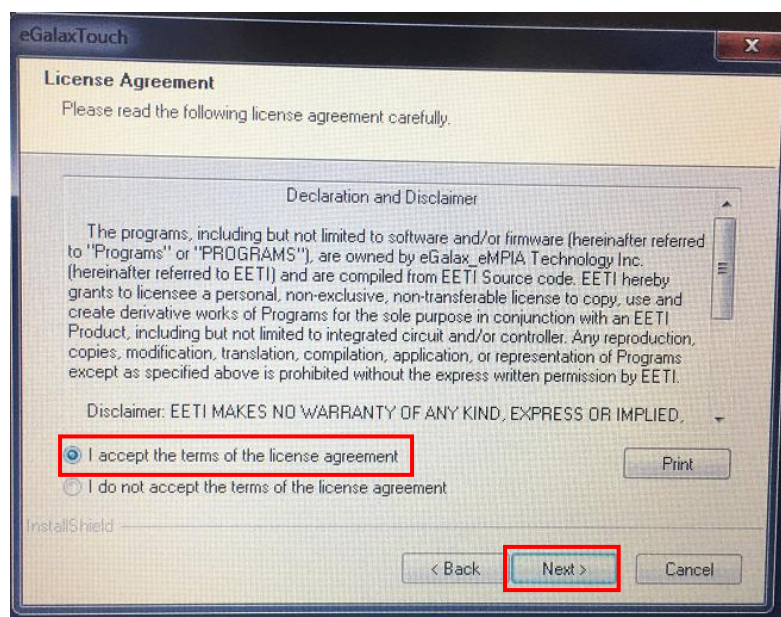 eGalaxTouch
License Agreement
Please read the following license agreement carefully.
Declaration and Disclaimer
The programs, including but not limited to software and/or firmware (hereinafter referred
to "Programs" or "PROGRAMS"), are owned by eGalax_eMPIA Technology Inc.
(hereinafter referred to EETI) and are compiled from EETI Source code. EETI hereby
grants to licensee a personal, non-exclusive, non-transferable license to copy, use and
create derivative works of Programs for the sole purpose in conjunction with an EETI
Product, including but not limited to integrated circuit and/or controller. Any reproduction,
copies, modification, translation, compilation, application, or representation of Programs
except as specified above is prohibited without the express written permission by EETI.
Disclaimer: EETI MAKES NO WARRANTY OF ANY KIND, EXPRESS OR IMPLIED,
I accept the terms of the license agreement
Print
I do not accept the terms of the license agreement
InstallShield
< Back
Next >
Cancel